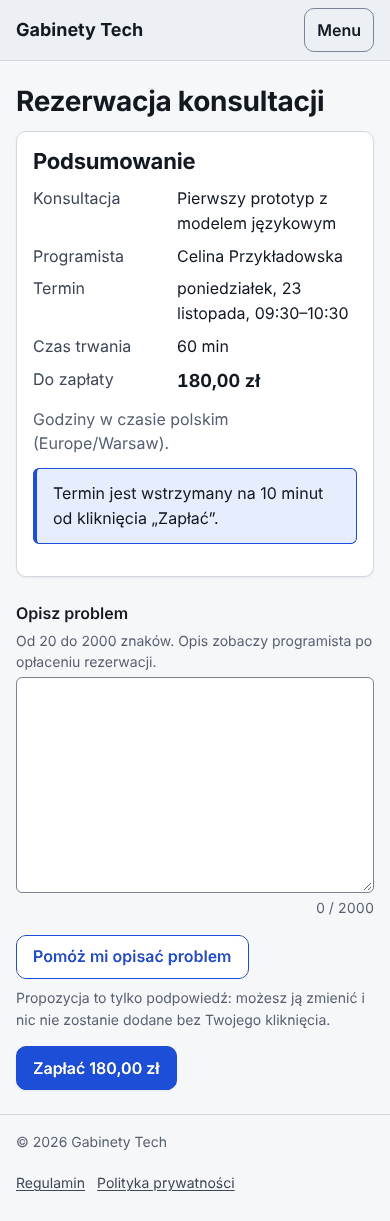 Gabinety Tech
Menu
Rezerwacja konsultacji
Podsumowanie
Konsultacja
Pierwszy prototyp z
modelem językowym
Programista
Celina Przykładowska
Termin
poniedziałek, 23
listopada, 09:30–10:30
Czas trwania
60 min
Do zapłaty
180,00 zł
Godziny w czasie polskim
(Europe/Warsaw).
Termin jest wstrzymany na 10 minut
od kliknięcia „Zapłać”.
Opisz problem
Od 20 do 2000 znaków. Opis zobaczy programista po
opłaceniu rezerwacji.
0 / 2000
Pomóż mi opisać problem
Propozycja to tylko podpowiedź: możesz ją zmienić i
nic nie zostanie dodane bez Twojego kliknięcia.
Zapłać 180,00 zł
© 2026 Gabinety Tech
Regulamin Polityka prywatności